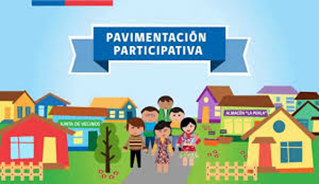 PAVIMENTACIÓN
PARTICIPATIVA
JUNTA DE VECINOS
ALMACÉN "LA PERLA"